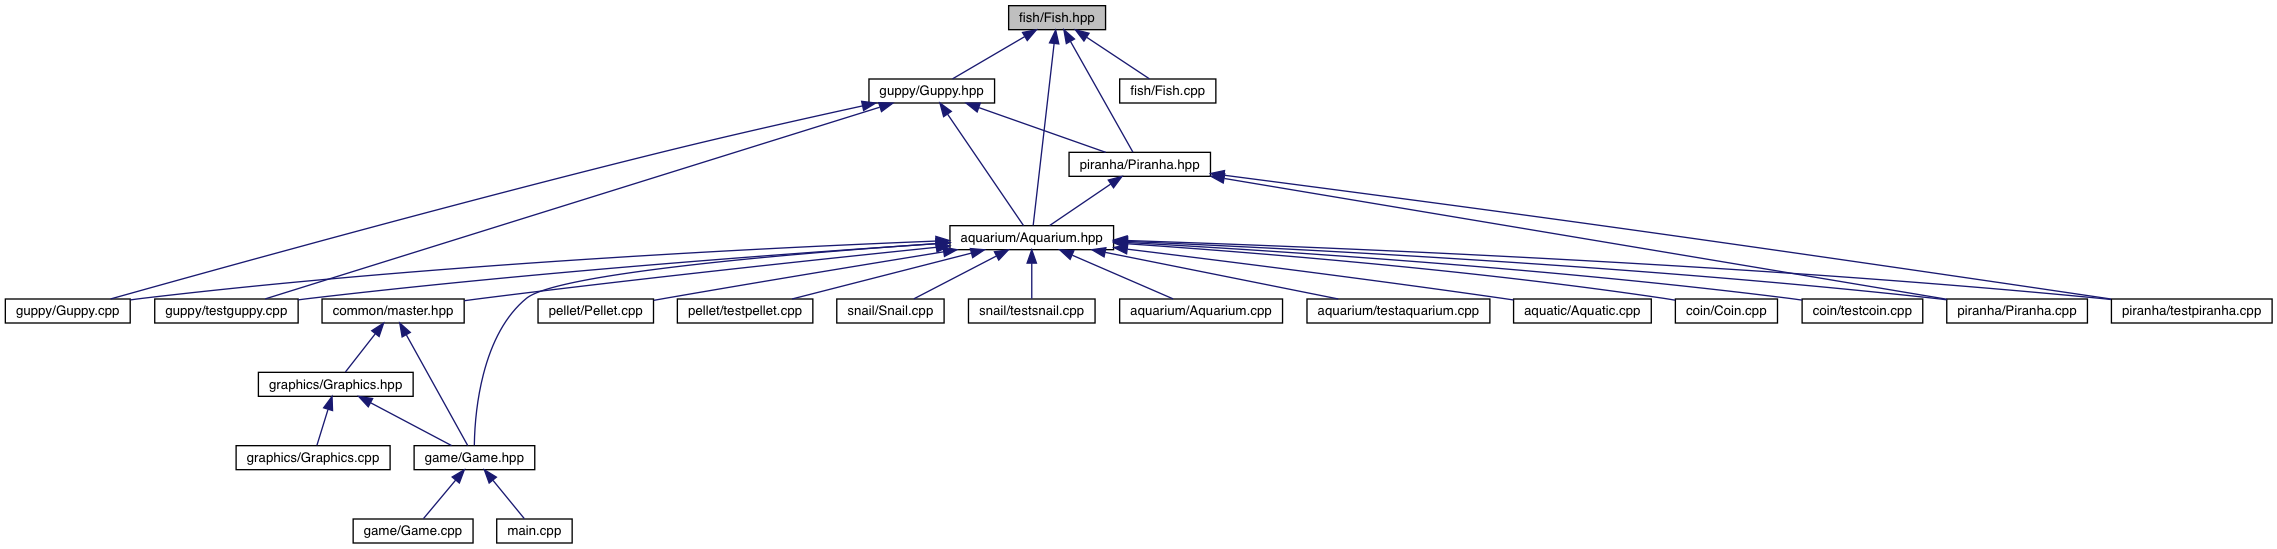 fish/Fish.hpp
guppy/Guppy.hpp
fish/Fish.cpp
piranha/Piranha.hpp
aquarium/Aquarium.hpp
guppy/Guppy.cpp
guppy/testguppy.cpp
common/master.hpp
pellet/Pellet.cpp
pellet/testpellet.cpp
snail/Snail.cpp
snail/testsnail.cpp
aquarium/Aquarium.cpp
aquarium/testaquarium.cpp
aquatic/Aquatic.cpp
coin/Coin.cpp
coin/testcoin.cpp
piranha/Piranha.cpp
piranha/testpiranha.cpp
graphics/Graphics.hpp
graphics/Graphics.cpp
game/Game.hpp
game/Game.cpp
main.cpp